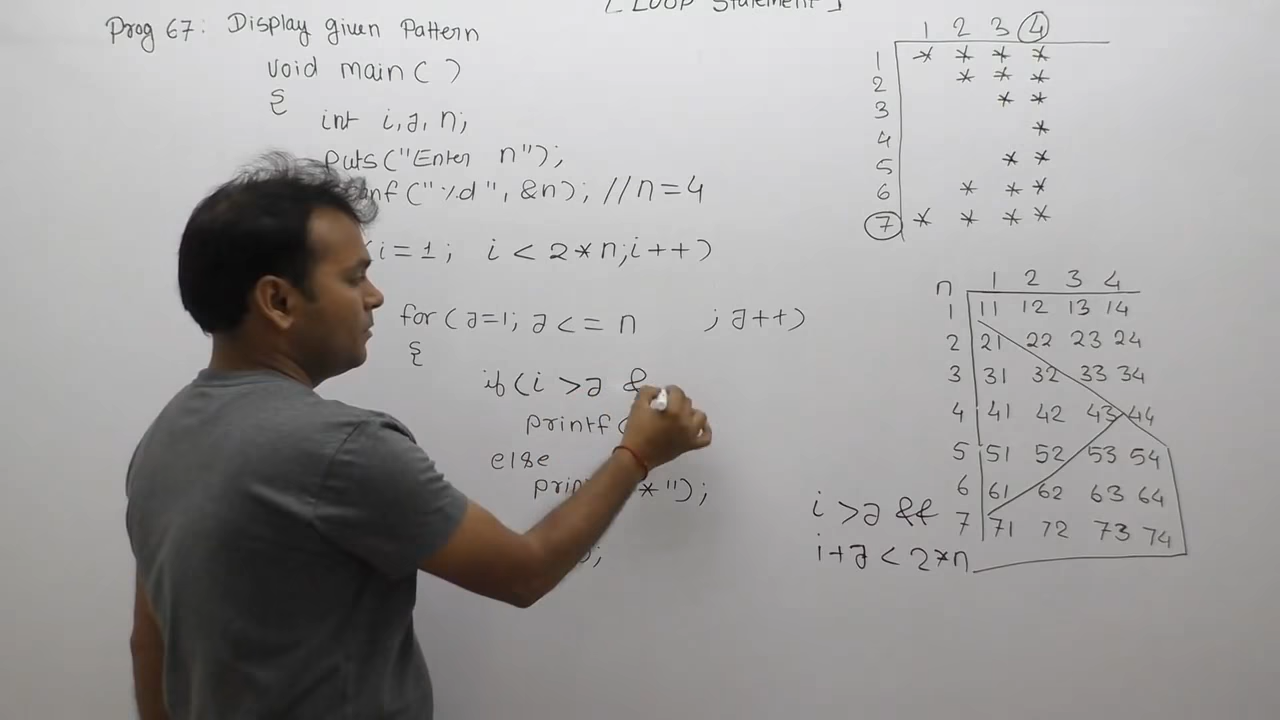 [ LOOP Statement ]
Prog 67: Display given Pattern
void main( )
{
int i,J,n;
puts("Enter n");
nf("%d", &n); //n=4
i=1; i < 2*n;i++)
for(J=1; J<=n ;J++)
{
if(i >J &
printf(
else
*");
;
1 2 3 4
1 * * * *
2 * * *
3 * *
4 *
5 * *
6 * * *
7 * * * *
n 1 2 3 4
1 11 12 13 14
2 21 22 23 24
3 31 32 33 34
4 41 42 43 44
5 51 52 53 54
6 61 62 63 64
7 71 72 73 74
i >J &&
i+J < 2*n